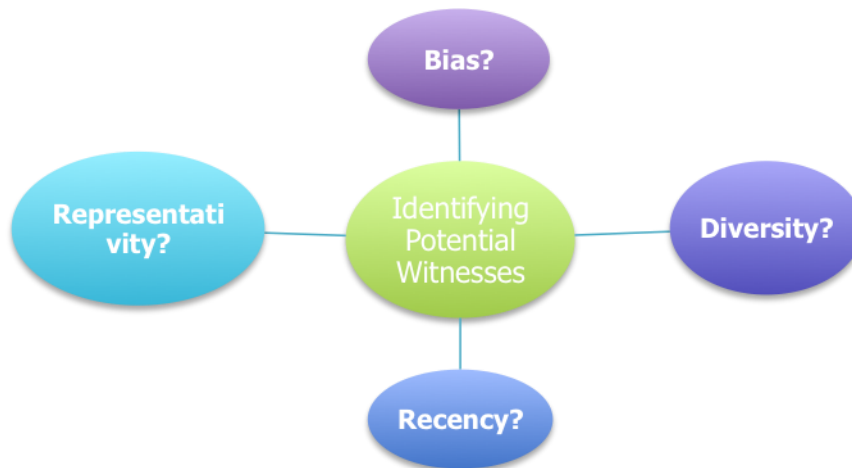 Bias?
Representati
vity?
Identifying
Potential
Witnesses
Diversity?
Recency?